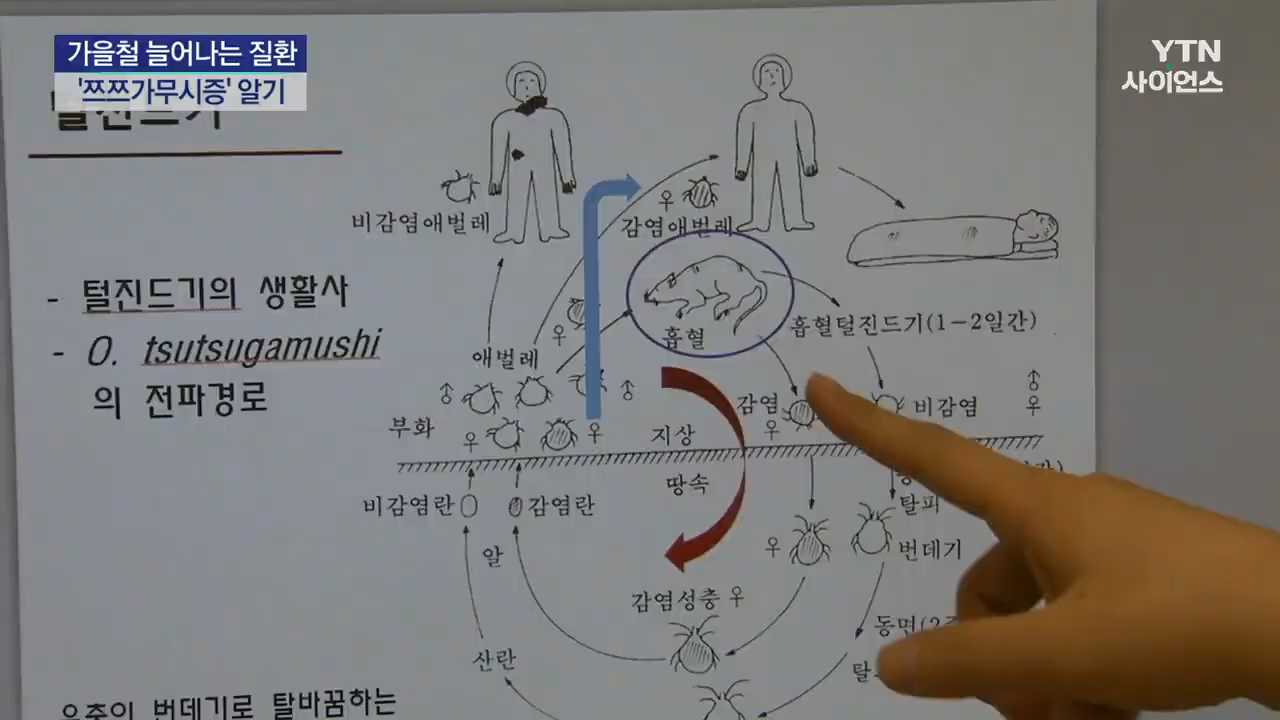 가을철 늘어나는 질환
'쯔쯔가무시증' 알기
YTN
사이언스
털진드기
- 털진드기의 생활사
- O. tsutsugamushi
의 전파경로
비감염애벌레
♀
감염애벌레
♀
흡혈
흡혈털진드기(1-2일간)
애벌레
♂
♂
부화
♀
♀
지상
감염
♀
비감염
♂
♀
땅속
비감염란
감염란
탈피
알
♀
번데기
감염성충 ♀
동면(2
산란
탈
유충이 번데기로 탈바꿈하는